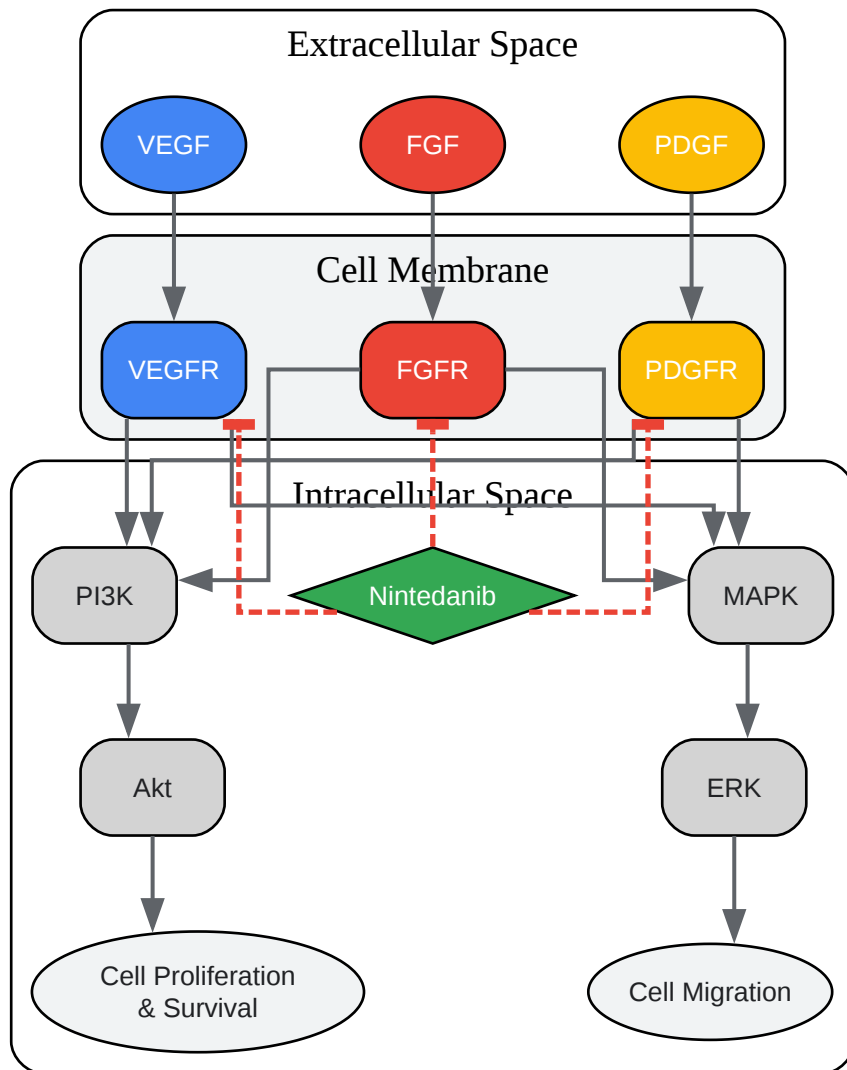 Extracellular Space
VEGF
FGF
PDGF
Cell Membrane
VEGFR
FGFR
PDGFR
Intracellular Space
PI3K
Nintedanib
MAPK
Akt
ERK
Cell Proliferation
& Survival
Cell Migration